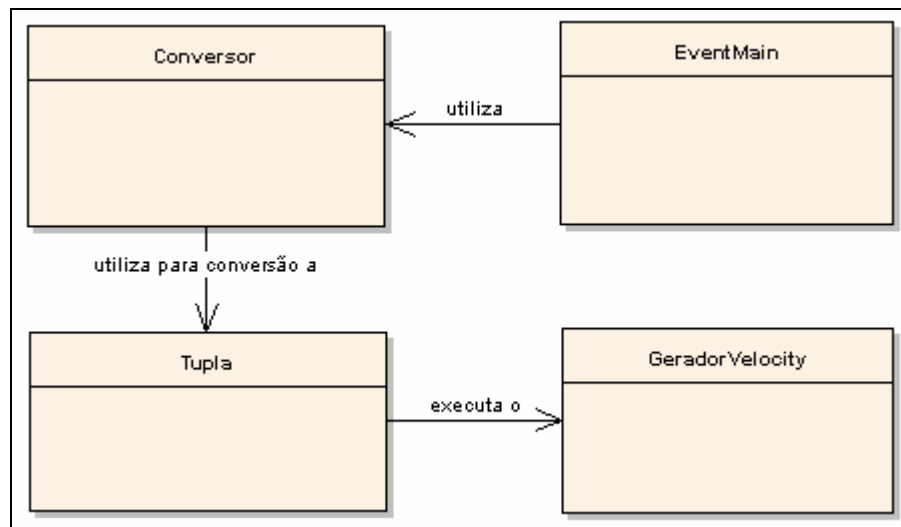 Conversor
EventMain
utiliza
utiliza para conversão a
Tupla
GeradorVelocity
executa o